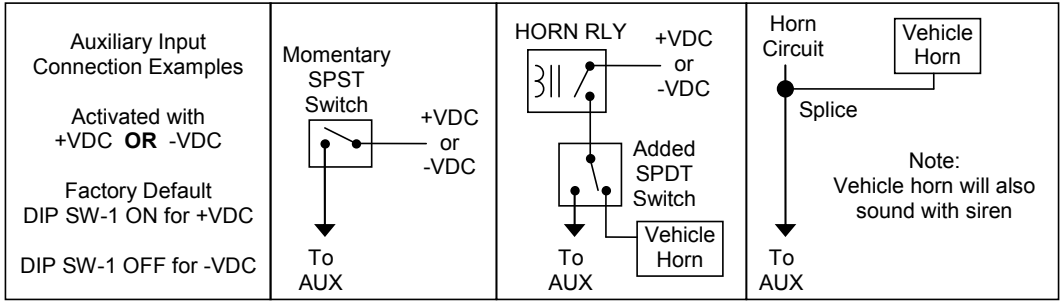 Auxiliary Input
Connection Examples
Activated with
+VDC OR -VDC
Factory Default
DIP SW-1 ON for +VDC
DIP SW-1 OFF for -VDC
Momentary
SPST
Switch
+VDC
or
-VDC
To
AUX
HORN RLY
+VDC
or
-VDC
Added
SPDT
Switch
Vehicle
Horn
To
AUX
Horn
Circuit
Vehicle
Horn
Splice
Note:
Vehicle horn will also
sound with siren
To
AUX